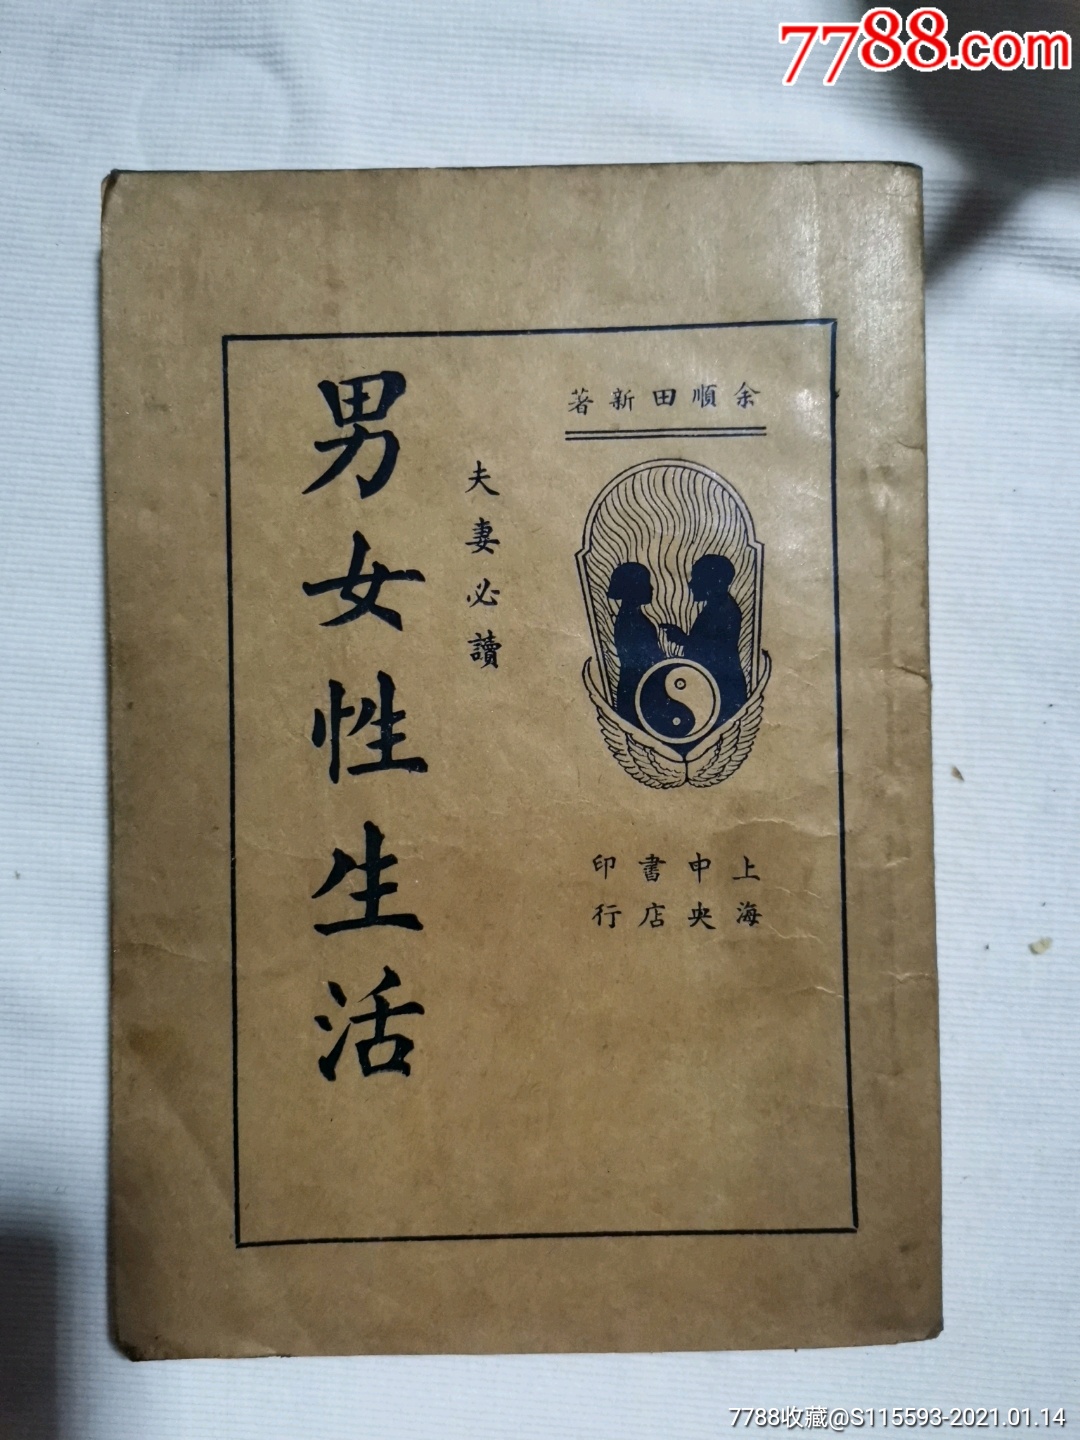 7788.com
余順田新著
夫妻必讀
男女性生活
上海
申央
書店
印行
7788收藏@S115593-2021.01.14